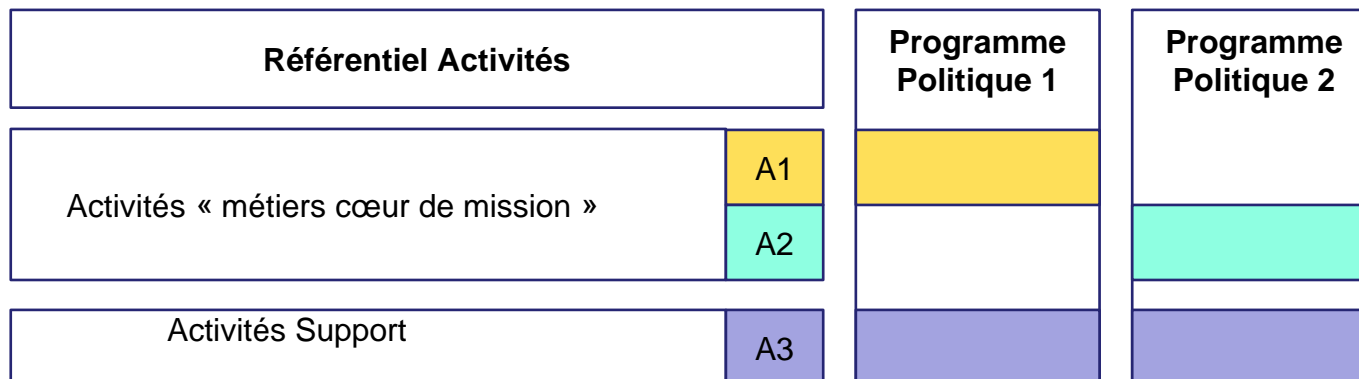 Référentiel Activités
Programme
Politique 1
Programme
Politique 2
Activités « métiers cœur de mission »
A1
A2
Activités Support
A3